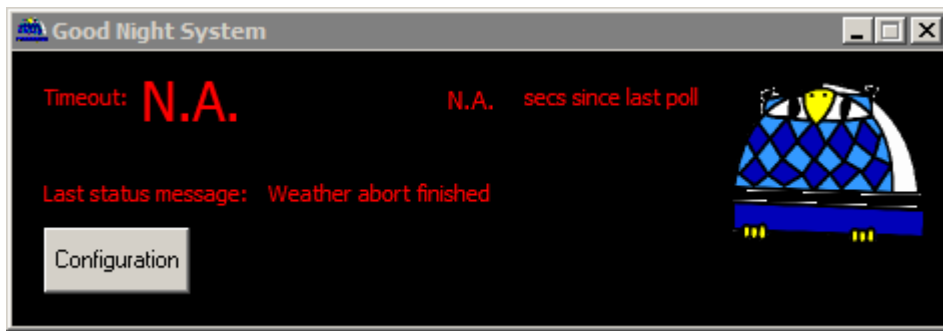 Good Night System
Timeout: N.A. N.A. secs since last poll
Last status message: Weather abort finished
Configuration